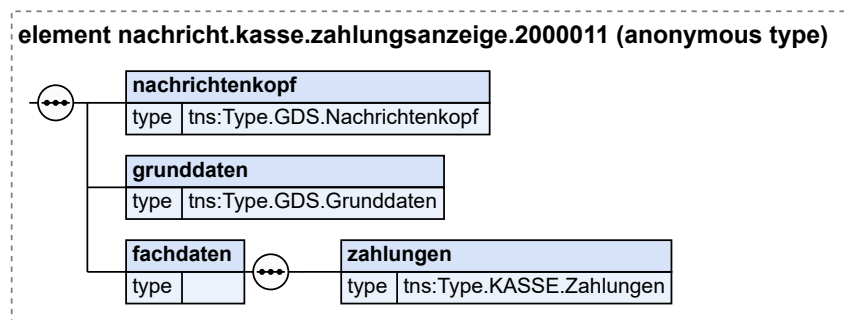 element nachricht.kasse.zahlungsanzeige.2000011 (anonymous type)
nachrichtenkopf
type tns:Type.GDS.Nachrichtenkopf
grunddaten
type tns:Type.GDS.Grunddaten
fachdaten
type
zahlungen
type tns:Type.KASSE.Zahlungen